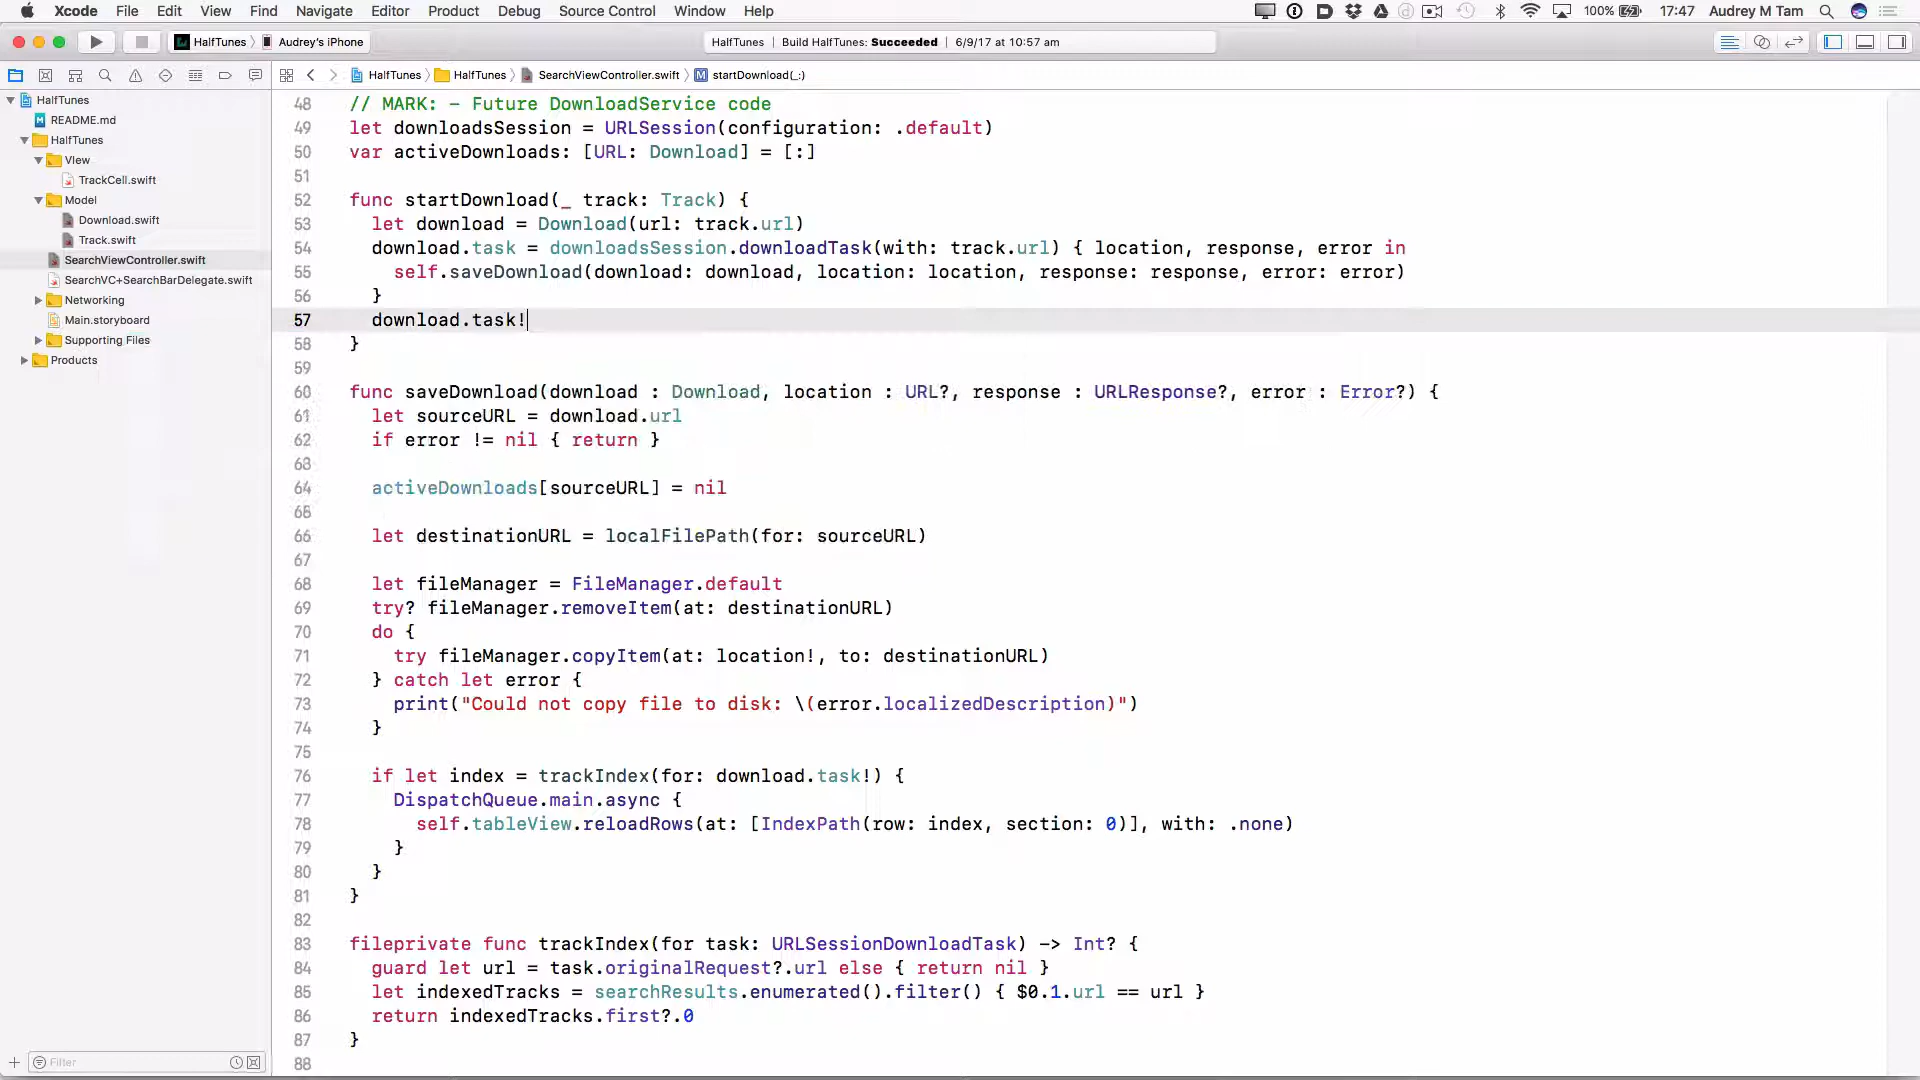 Xcode File Edit View Find Navigate Editor Product Debug Source Control Window Help 100% 17:47 Audrey M Tam
HalfTunes Audrey's iPhone HalfTunes | Build HalfTunes: Succeeded | 6/9/17 at 10:57 am
HalfTunes HalfTunes SearchViewController.swift M startDownload(_:)
HalfTunes
README.md
HalfTunes
View
TrackCell.swift
Model
Download.swift
Track.swift
SearchViewController.swift
SearchVC+SearchBarDelegate.swift
Networking
Main.storyboard
Supporting Files
Products
Filter
48 // MARK: - Future DownloadService code
49 let downloadsSession = URLSession(configuration: .default)
50 var activeDownloads: [URL: Download] = [:]
51
52 func startDownload(_ track: Track) {
53 let download = Download(url: track.url)
54 download.task = downloadsSession.downloadTask(with: track.url) { location, response, error in
55 self.saveDownload(download: download, location: location, response: response, error: error)
56 }
57 download.task!
58 }
59
60 func saveDownload(download : Download, location : URL?, response : URLResponse?, error : Error?) {
61 let sourceURL = download.url
62 if error != nil { return }
63
64 activeDownloads[sourceURL] = nil
65
66 let destinationURL = localFilePath(for: sourceURL)
67
68 let fileManager = FileManager.default
69 try? fileManager.removeItem(at: destinationURL)
70 do {
71 try fileManager.copyItem(at: location!, to: destinationURL)
72 } catch let error {
73 print("Could not copy file to disk: \(error.localizedDescription)")
74 }
75
76 if let index = trackIndex(for: download.task!) {
77 DispatchQueue.main.async {
78 self.tableView.reloadRows(at: [IndexPath(row: index, section: 0)], with: .none)
79 }
80 }
81 }
82
83 fileprivate func trackIndex(for task: URLSessionDownloadTask) -> Int? {
84 guard let url = task.originalRequest?.url else { return nil }
85 let indexedTracks = searchResults.enumerated().filter() { $0.1.url == url }
86 return indexedTracks.first?.0
87 }
88